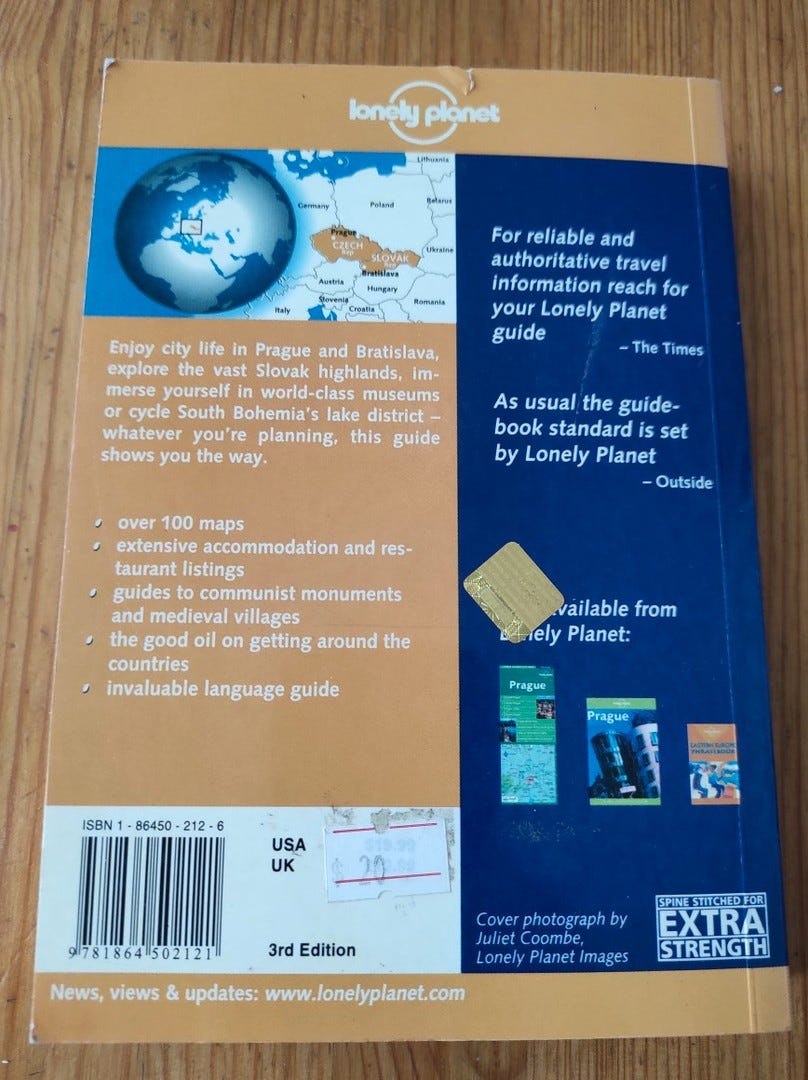 lonely planet
Lithuania
Germany
Poland
Belarus
Prague
CZECH
Rep
SLOVAK
Rep
Ukraine
Bratislava
Austria
Hungary
Slovenia
Romania
Italy
Croatia
Enjoy city life in Prague and Bratislava,
explore the vast Slovak highlands, im-
merse yourself in world-class museums
or cycle South Bohemia's lake district –
whatever you're planning, this guide
shows you the way.
over 100 maps
extensive accommodation and res-
taurant listings
guides to communist monuments
and medieval villages
the good oil on getting around the
countries
invaluable language guide
For reliable and
authoritative travel
information reach for
your Lonely Planet
guide
– The Times
As usual the guide-
book standard is set
by Lonely Planet
– Outside
available from
Lonely Planet:
Prague
Prague
EASTERN EUROPE
PHRASEBOOK
ISBN 1 - 86450 - 212 - 6
9 781864 502121
USA
UK
$ 20
3rd Edition
Cover photograph by
Juliet Coombe,
Lonely Planet Images
SPINE STITCHED FOR
EXTRA
STRENGTH
News, views & updates: www.lonelyplanet.com